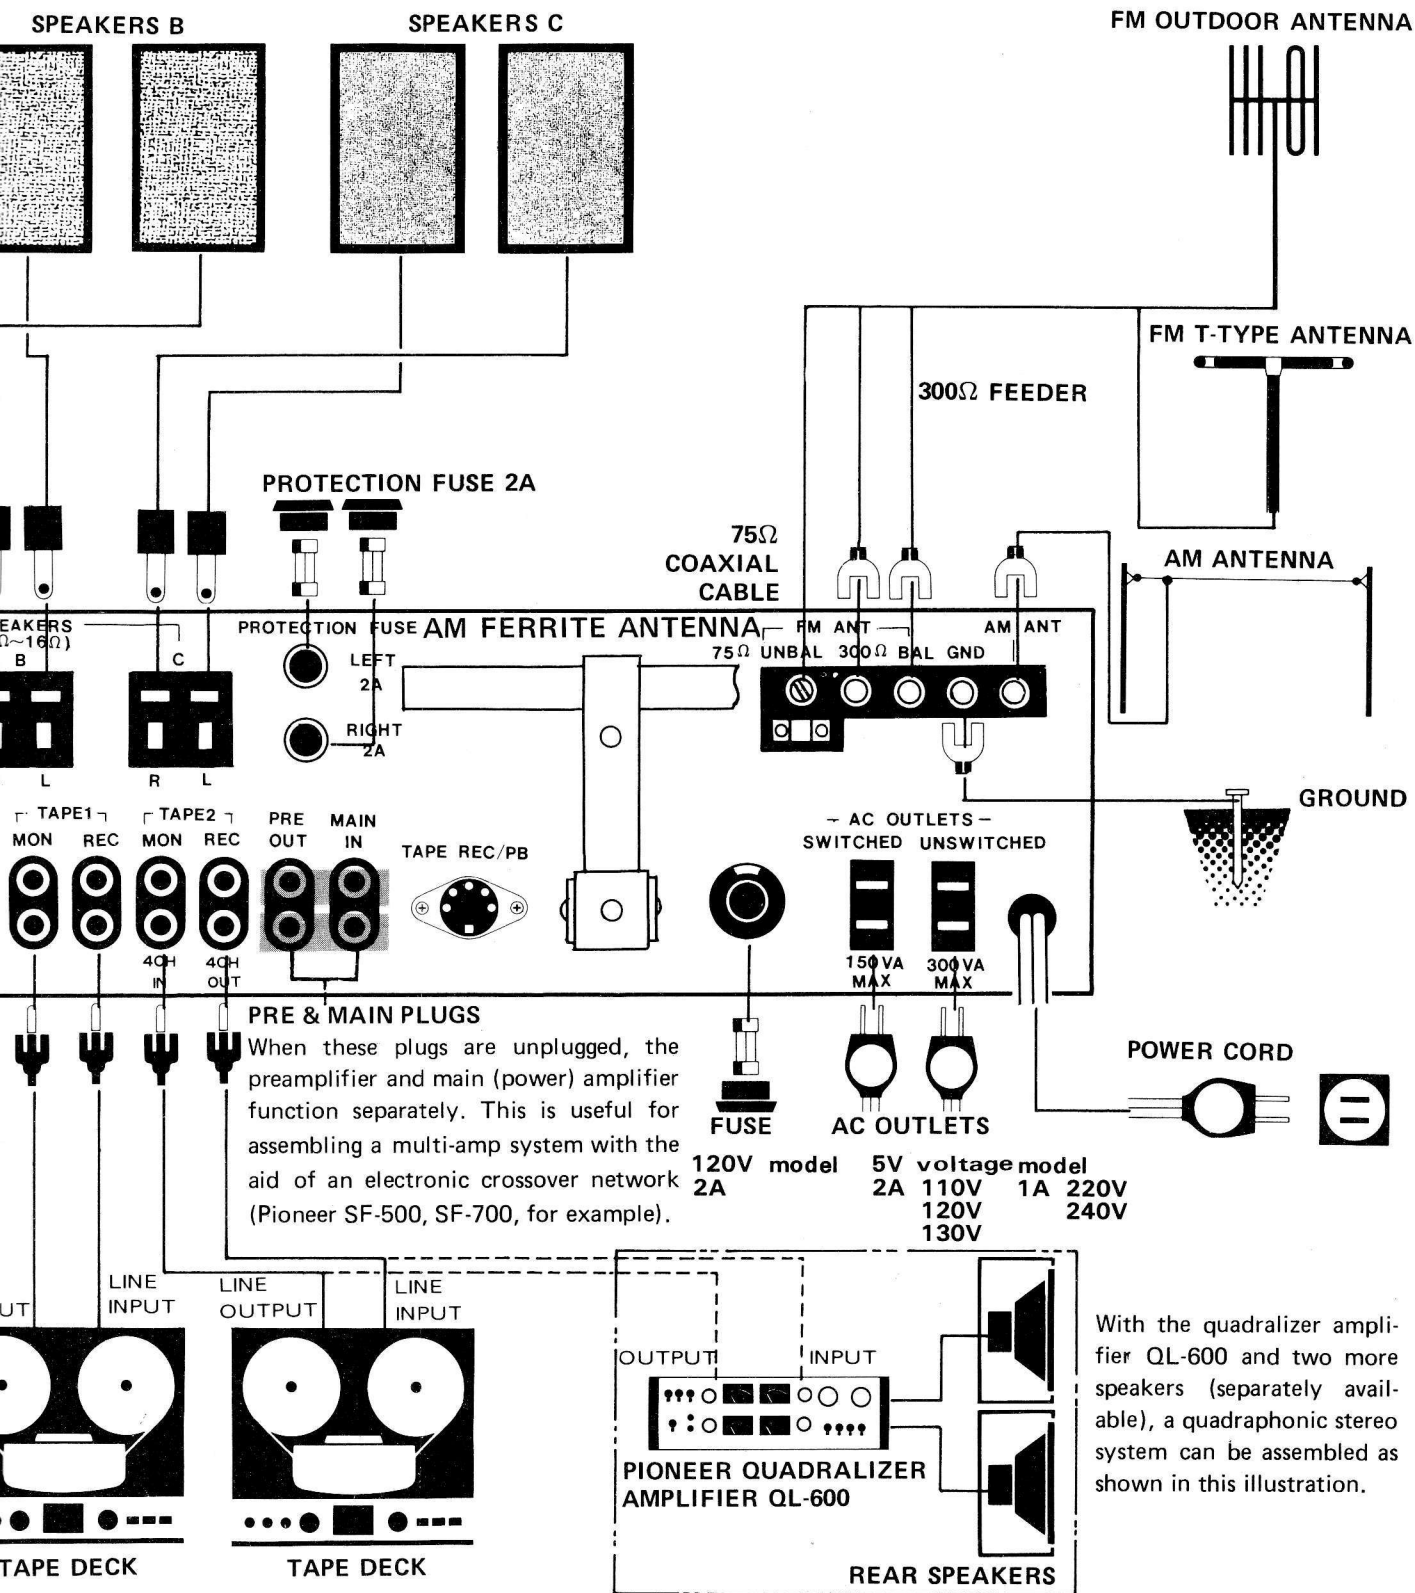 SPEAKERS B
SPEAKERS C
FM OUTDOOR ANTENNA
FM T-TYPE ANTENNA
300Ω FEEDER
PROTECTION FUSE 2A
75Ω
COAXIAL
CABLE
AM ANTENNA
EAKERS
Ω~16Ω)
B
C
L
R
L
PROTECTION FUSE
LEFT
2A
RIGHT
2A
AM FERRITE ANTENNA
FM ANT
AM ANT
75Ω UNBAL 300Ω BAL GND
GROUND
TAPE1
TAPE2
MON REC MON REC
PRE
OUT
MAIN
IN
TAPE REC/PB
4CH
IN
4CH
OUT
AC OUTLETS
SWITCHED UNSWITCHED
150VA
MAX
300VA
MAX
PRE & MAIN PLUGS
When these plugs are unplugged, the
preamplifier and main (power) amplifier
function separately. This is useful for
assembling a multi-amp system with the
aid of an electronic crossover network
(Pioneer SF-500, SF-700, for example).
FUSE
AC OUTLETS
POWER CORD
120V model
2A
5V voltage model
2A 110V 1A 220V
120V 240V
130V
UT
LINE
INPUT
LINE
OUTPUT
LINE
INPUT
TAPE DECK
TAPE DECK
OUTPUT
INPUT
PIONEER QUADRALIZER
AMPLIFIER QL-600
REAR SPEAKERS
With the quadralizer ampli-
fier QL-600 and two more
speakers (separately avail-
able), a quadraphonic stereo
system can be assembled as
shown in this illustration.